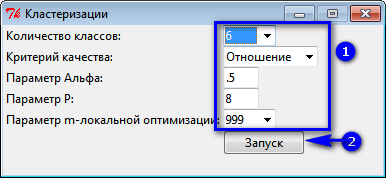 Кластеризации
Количество классов: 6
Критерий качества: Отношение
Параметр Альфа: .5
Параметр P: 8
Параметр m-локальной оптимизации: 999
Запуск
1
2